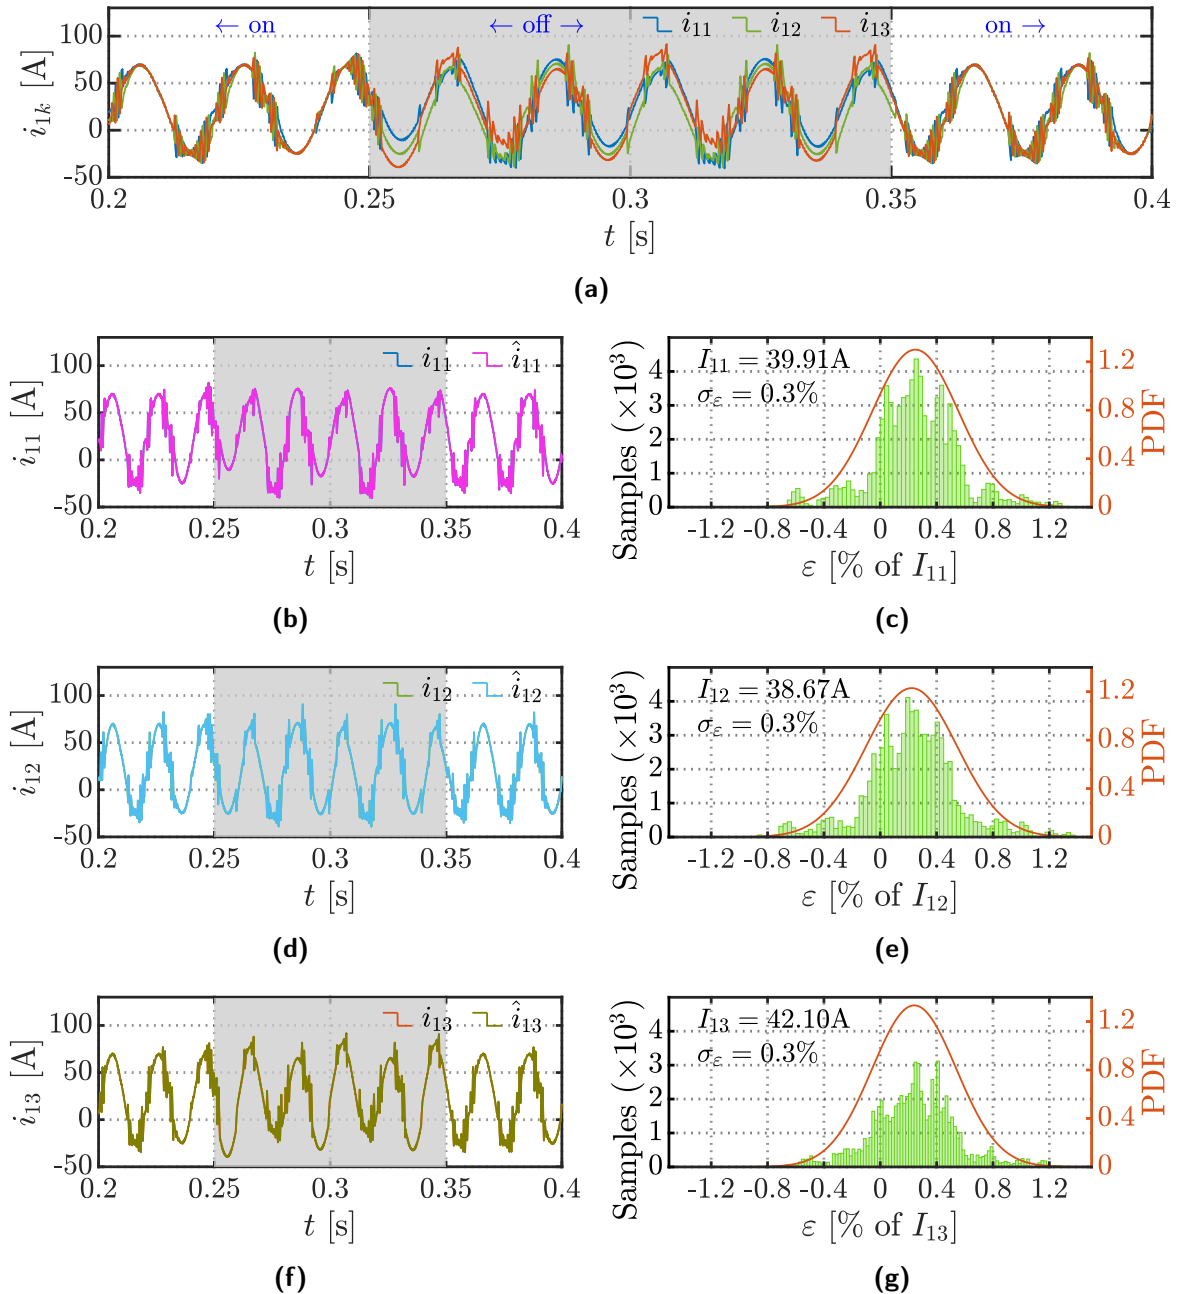 100
50
0
-50
i₁ₖ [A]
← on
← off →
on →
i₁₁ i₁₂ i₁₃
0.2 0.25 0.3 0.35 0.4
t [s]
(a)
100
50
0
-50
i₁₁ [A]
i₁₁ î₁₁
0.2 0.25 0.3 0.35 0.4
t [s]
(b)
Samples (×10³)
4
3
2
1
0
I₁₁ = 39.91A
σ_ε = 0.3%
1.2
0.8
0.4
0
PDF
-1.2 -0.8 -0.4 0 0.4 0.8 1.2
ε [% of I₁₁]
(c)
100
50
0
-50
i₁₂ [A]
i₁₂ î₁₂
0.2 0.25 0.3 0.35 0.4
t [s]
(d)
Samples (×10³)
4
3
2
1
0
I₁₂ = 38.67A
σ_ε = 0.3%
1.2
0.8
0.4
0
PDF
-1.2 -0.8 -0.4 0 0.4 0.8 1.2
ε [% of I₁₂]
(e)
100
50
0
-50
i₁₃ [A]
i₁₃ î₁₃
0.2 0.25 0.3 0.35 0.4
t [s]
(f)
Samples (×10³)
4
3
2
1
0
I₁₃ = 42.10A
σ_ε = 0.3%
1.2
0.8
0.4
0
PDF
-1.2 -0.8 -0.4 0 0.4 0.8 1.2
ε [% of I₁₃]
(g)